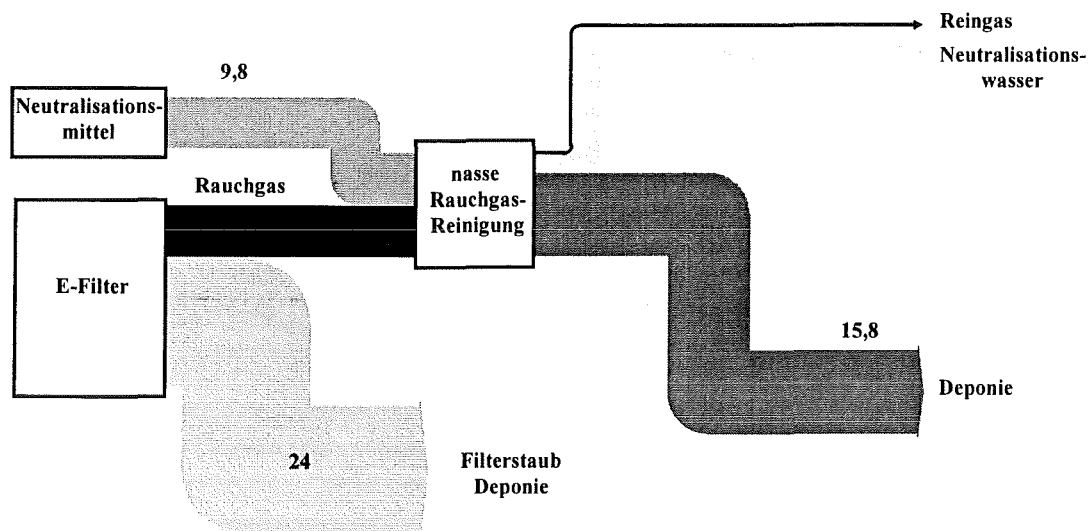 Reingas
Neutralisations-
wasser
9,8
Neutralisations-
mittel
Rauchgas
nasse
Rauchgas-
Reinigung
E-Filter
15,8
Deponie
24
Filterstaub
Deponie